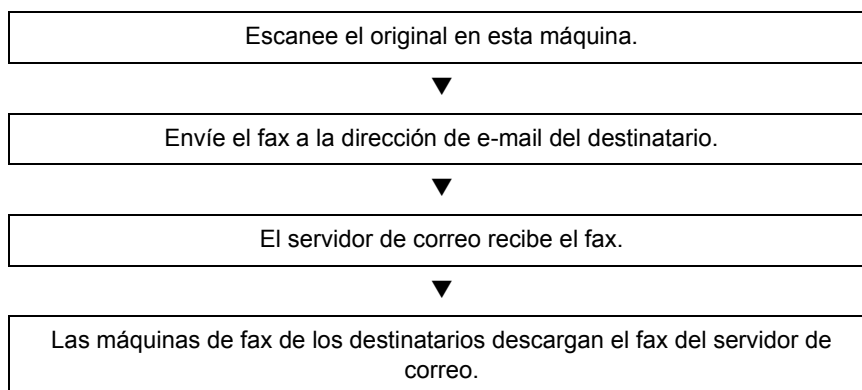 Escanee el original en esta máquina.
▼
Envíe el fax a la dirección de e-mail del destinatario.
▼
El servidor de correo recibe el fax.
▼
Las máquinas de fax de los destinatarios descargan el fax del servidor de
correo.